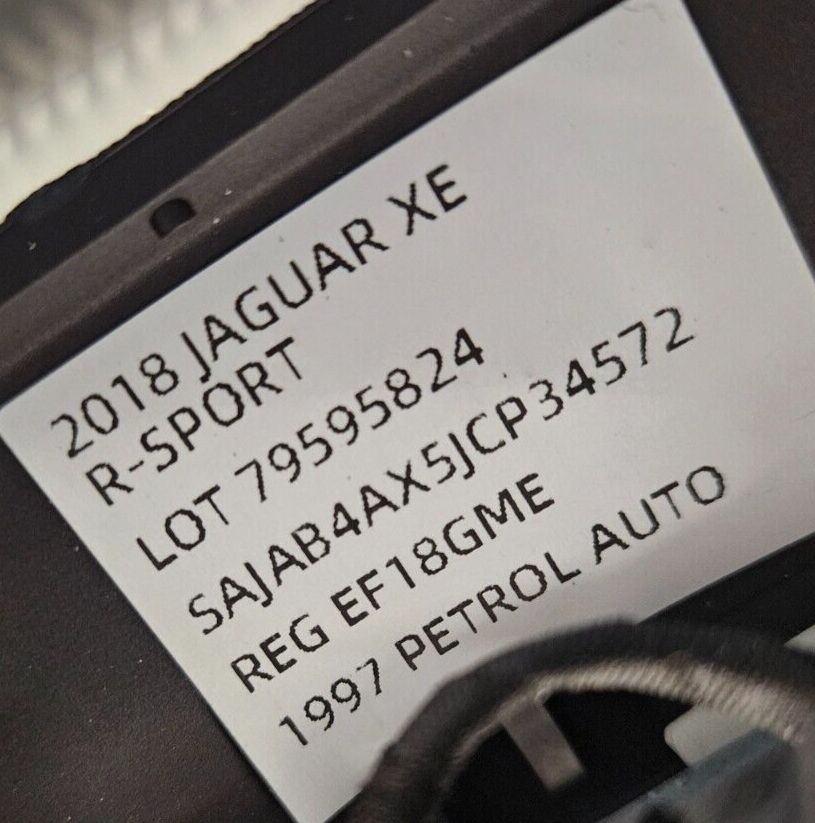 2018 JAGUAR XE
R-SPORT
LOT 79595824
SAJAB4AX5JCP34572
REG EF18GME
1997 PETROL AUTO